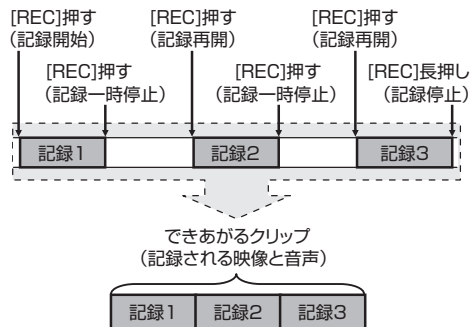 [REC]押す
(記録開始)
[REC]押す
(記録再開)
[REC]押す
(記録再開)
[REC]押す
(記録一時停止)
[REC]押す
(記録一時停止)
[REC]長押し
(記録停止)
記録1
記録2
記録3
できあがるクリップ
(記録される映像と音声)
記録1
記録2
記録3